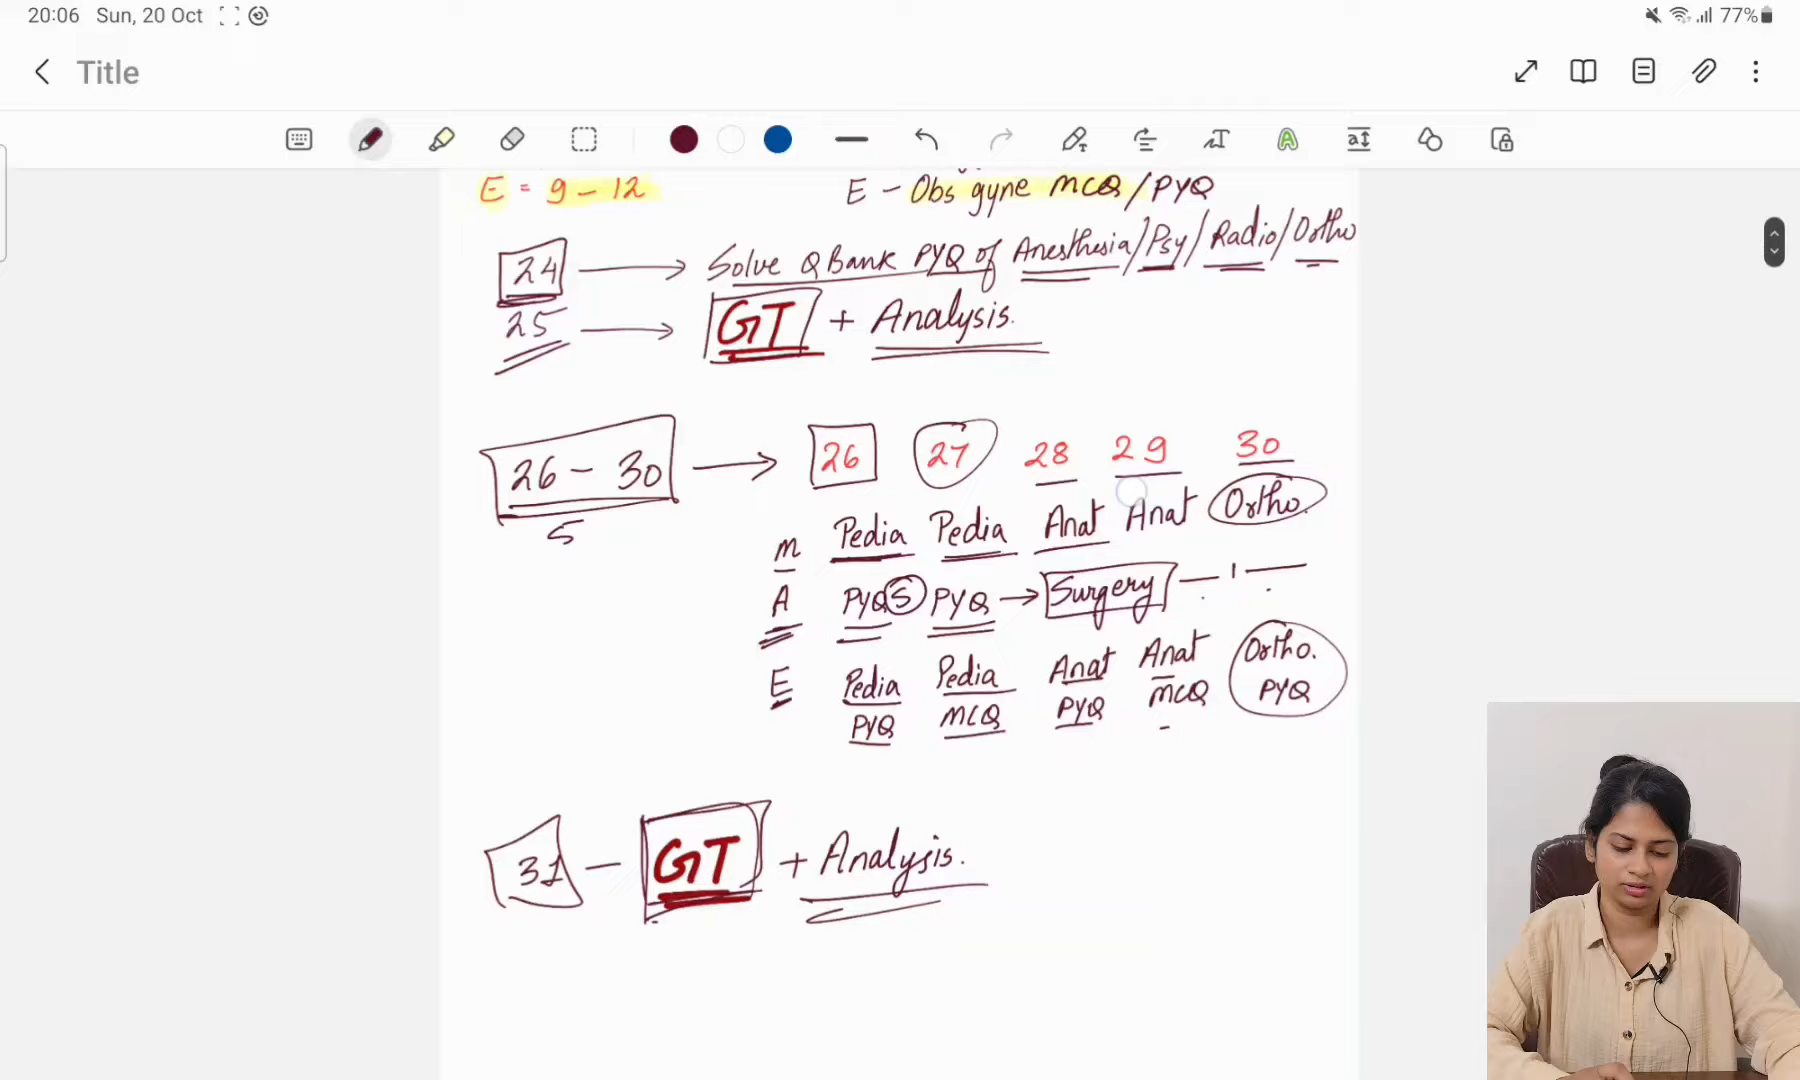 20:06 Sun, 20 Oct 77%
Title
E = 9 - 12
E - Obs gyne MCQ/PYQ
24 → Solve QBank PYQ of Anesthesia/Psy/Radio/Ortho
25 → GT + Analysis.
26 - 30 → 26 27 28 29 30
5
M Pedia Pedia Anat Anat Ortho.
A PYQ S PYQ → Surgery — " —
E Pedia Pedia Anat Anat Ortho.
PYQ MCQ PYQ MCQ PYQ
31 - GT + Analysis.